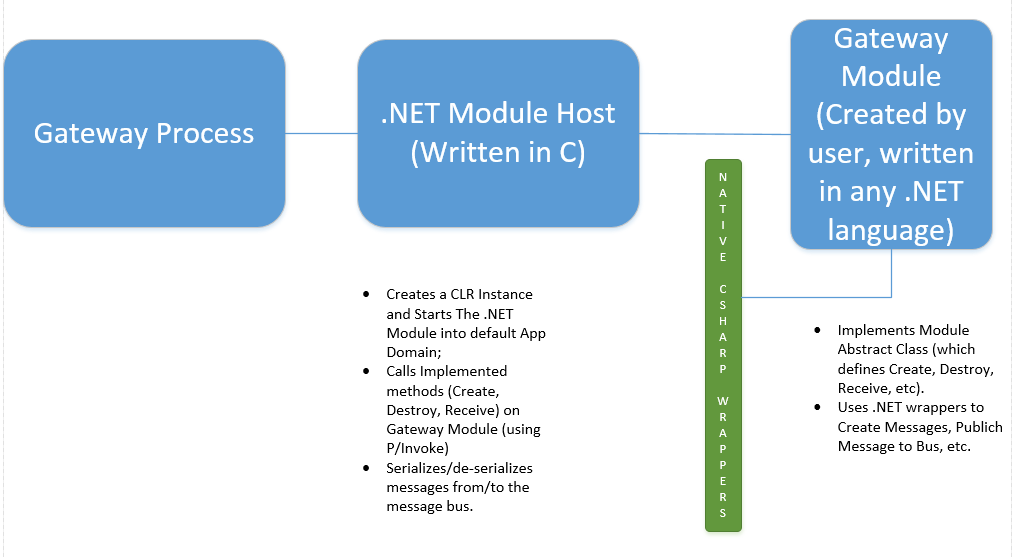 Gateway Process
.NET Module Host
(Written in C)
Gateway
Module
(Created by
user, written
in any .NET
language)
NATIVE CSHARP WRAPPERS
• Creates a CLR Instance
and Starts The .NET
Module into default App
Domain;
• Calls Implemented
methods (Create,
Destroy, Receive) on
Gateway Module (using
P/Invoke)
• Serializes/de-serializes
messages from/to the
message bus.
• Implements Module
Abstract Class (which
defines Create, Destroy,
Receive, etc).
• Uses .NET wrappers to
Create Messages, Publich
Message to Bus, etc.